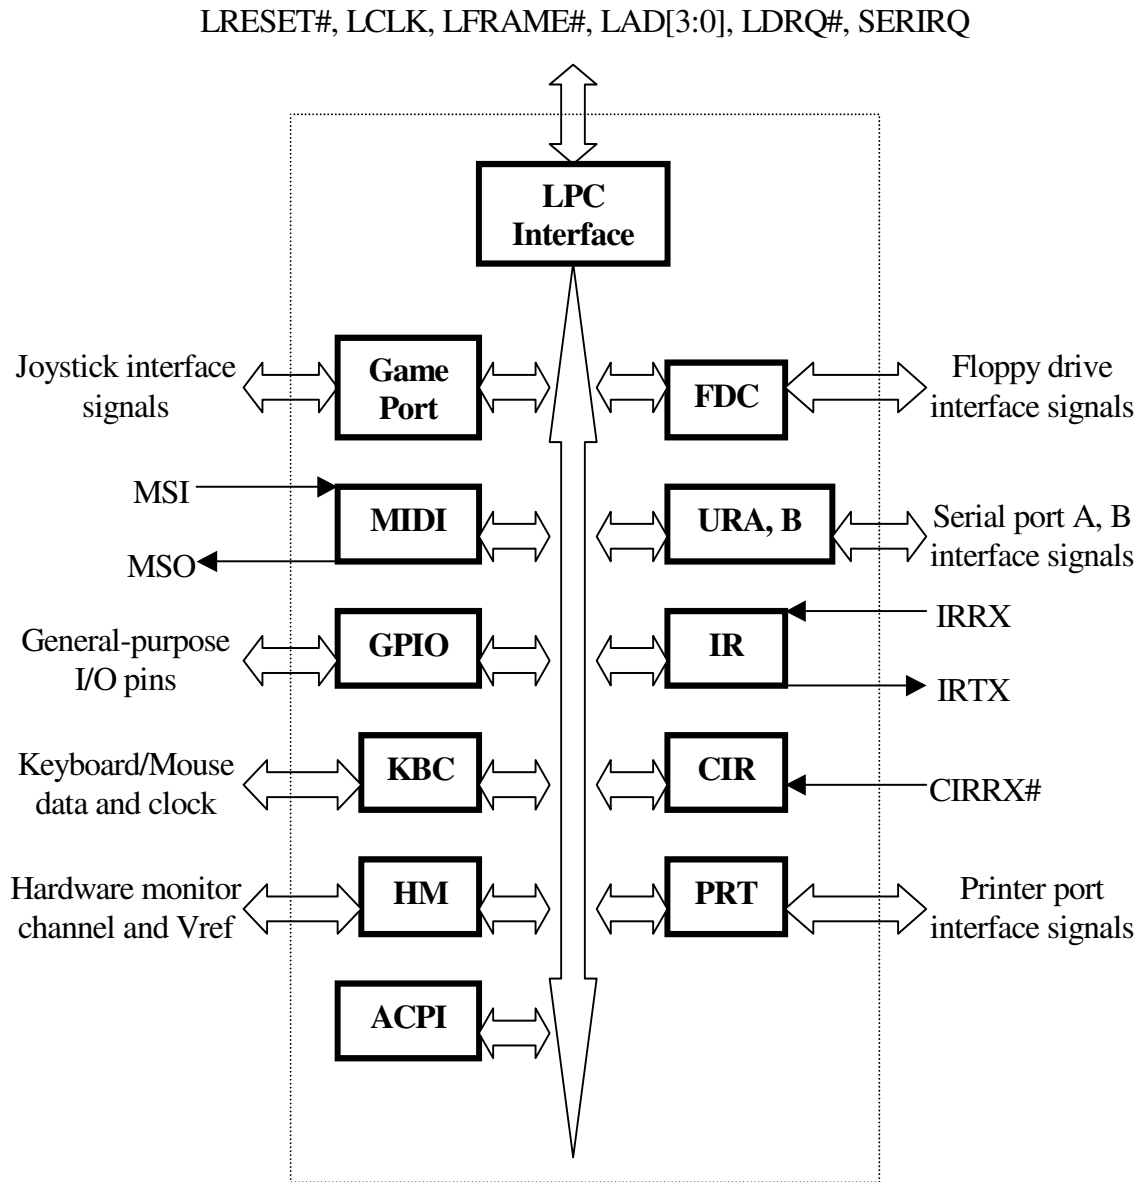 LRESET#, LCLK, LFRAME#, LAD[3:0], LDRQ#, SERIRQ
LPC
Interface
Joystick interface
signals
Game
Port
FDC
Floppy drive
interface signals
MSI
MSO
MIDI
URA, B
Serial port A, B
interface signals
General-purpose
I/O pins
GPIO
IR
IRRX
IRTX
Keyboard/Mouse
data and clock
KBC
CIR
CIRRX#
Hardware monitor
channel and Vref
HM
PRT
Printer port
interface signals
ACPI